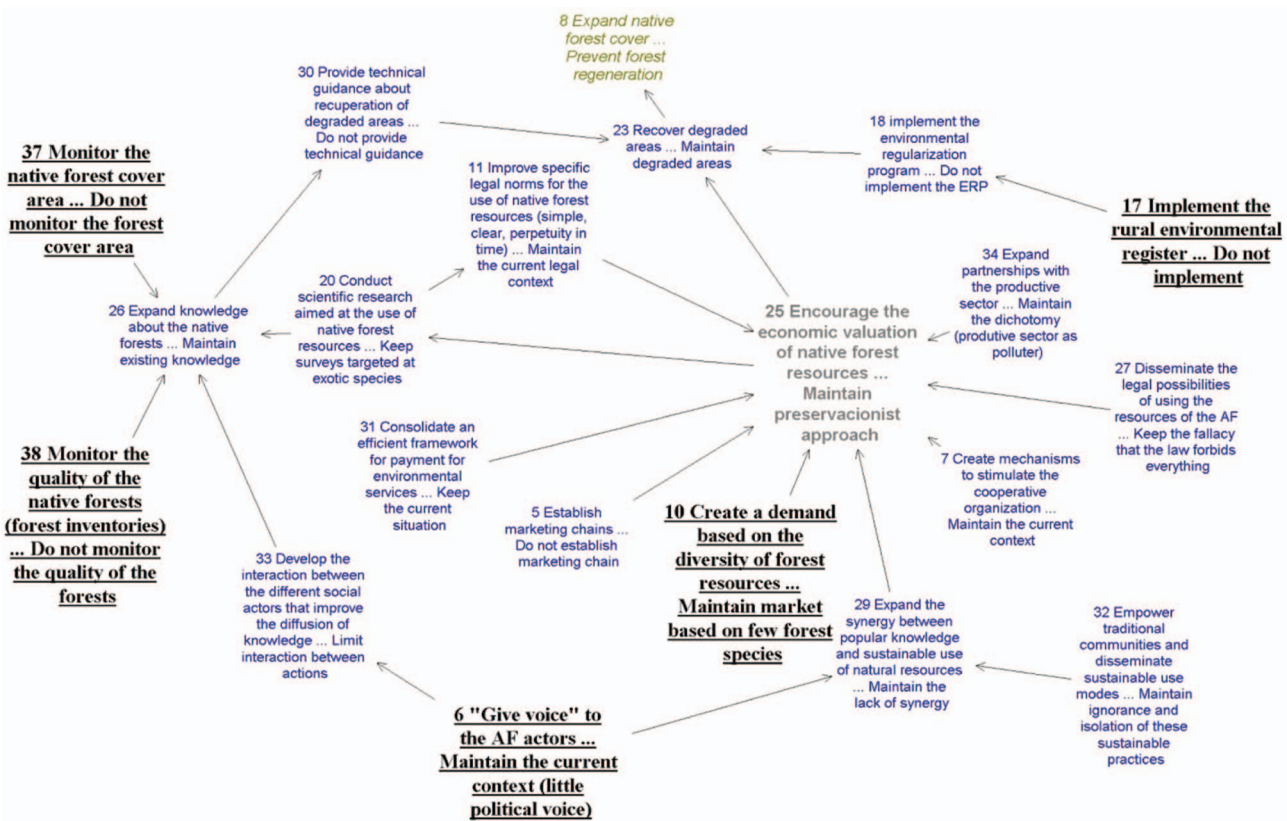 8 Expand native
forest cover ...
Prevent forest
regeneration
30 Provide technical
guidance about
recuperation of
degraded areas ...
Do not provide
technical guidance
23 Recover degraded
areas ... Maintain
degraded areas
18 implement the
environmental
regularization
program ... Do not
implement the ERP
37 Monitor the
native forest cover
area ... Do not
monitor the forest
cover area
11 Improve specific
legal norms for the
use of native forest
resources (simple,
clear, perpetuity in
time) ... Maintain
the current legal
context
17 Implement the
rural environmental
register ... Do not
implement
34 Expand
partnerships with
the productive
sector ... Maintain
the dichotomy
(produtive sector as
polluter)
20 Conduct
scientific research
aimed at the use of
native forest
resources ... Keep
surveys targeted at
exotic species
26 Expand knowledge
about the native
forests ... Maintain
existing knowledge
25 Encourage the
economic valuation
of native forest
resources ...
Maintain
preservacionist
approach
27 Disseminate the
legal possibilities
of using the
resources of the AF
... Keep the fallacy
that the law forbids
everything
31 Consolidate an
efficient framework
for payment for
environmental
services ... Keep
the current
situation
38 Monitor the
quality of the
native forests
(forest inventories)
... Do not monitor
the quality of the
forests
7 Create mechanisms
to stimulate the
cooperative
organization ...
Maintain the current
context
5 Establish
marketing chains ...
Do not establish
marketing chain
10 Create a demand
based on the
diversity of forest
resources ...
Maintain market
based on few forest
species
33 Develop the
interaction between
the different social
actors that improve
the diffusion of
knowledge ... Limit
interaction between
actions
29 Expand the
synergy between
popular knowledge
and sustainable use
of natural resources
... Maintain the
lack of synergy
32 Empower
traditional
communities and
disseminate
sustainable use
modes ... Maintain
ignorance and
isolation of these
sustainable
practices
6 "Give voice" to
the AF actors ...
Maintain the current
context (little
political voice)